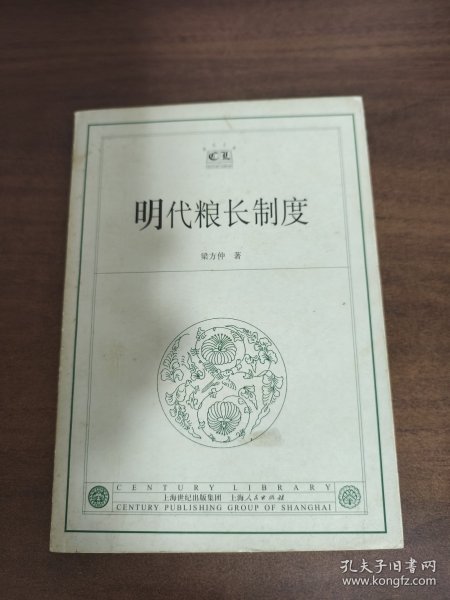 CL
明代粮长制度
梁方仲 著
CENTURY LIBRARY
上海世纪出版集团 上海人民出版社
CENTURY PUBLISHING GROUP OF SHANGHAI
孔夫子旧书网
www.kongfz.com